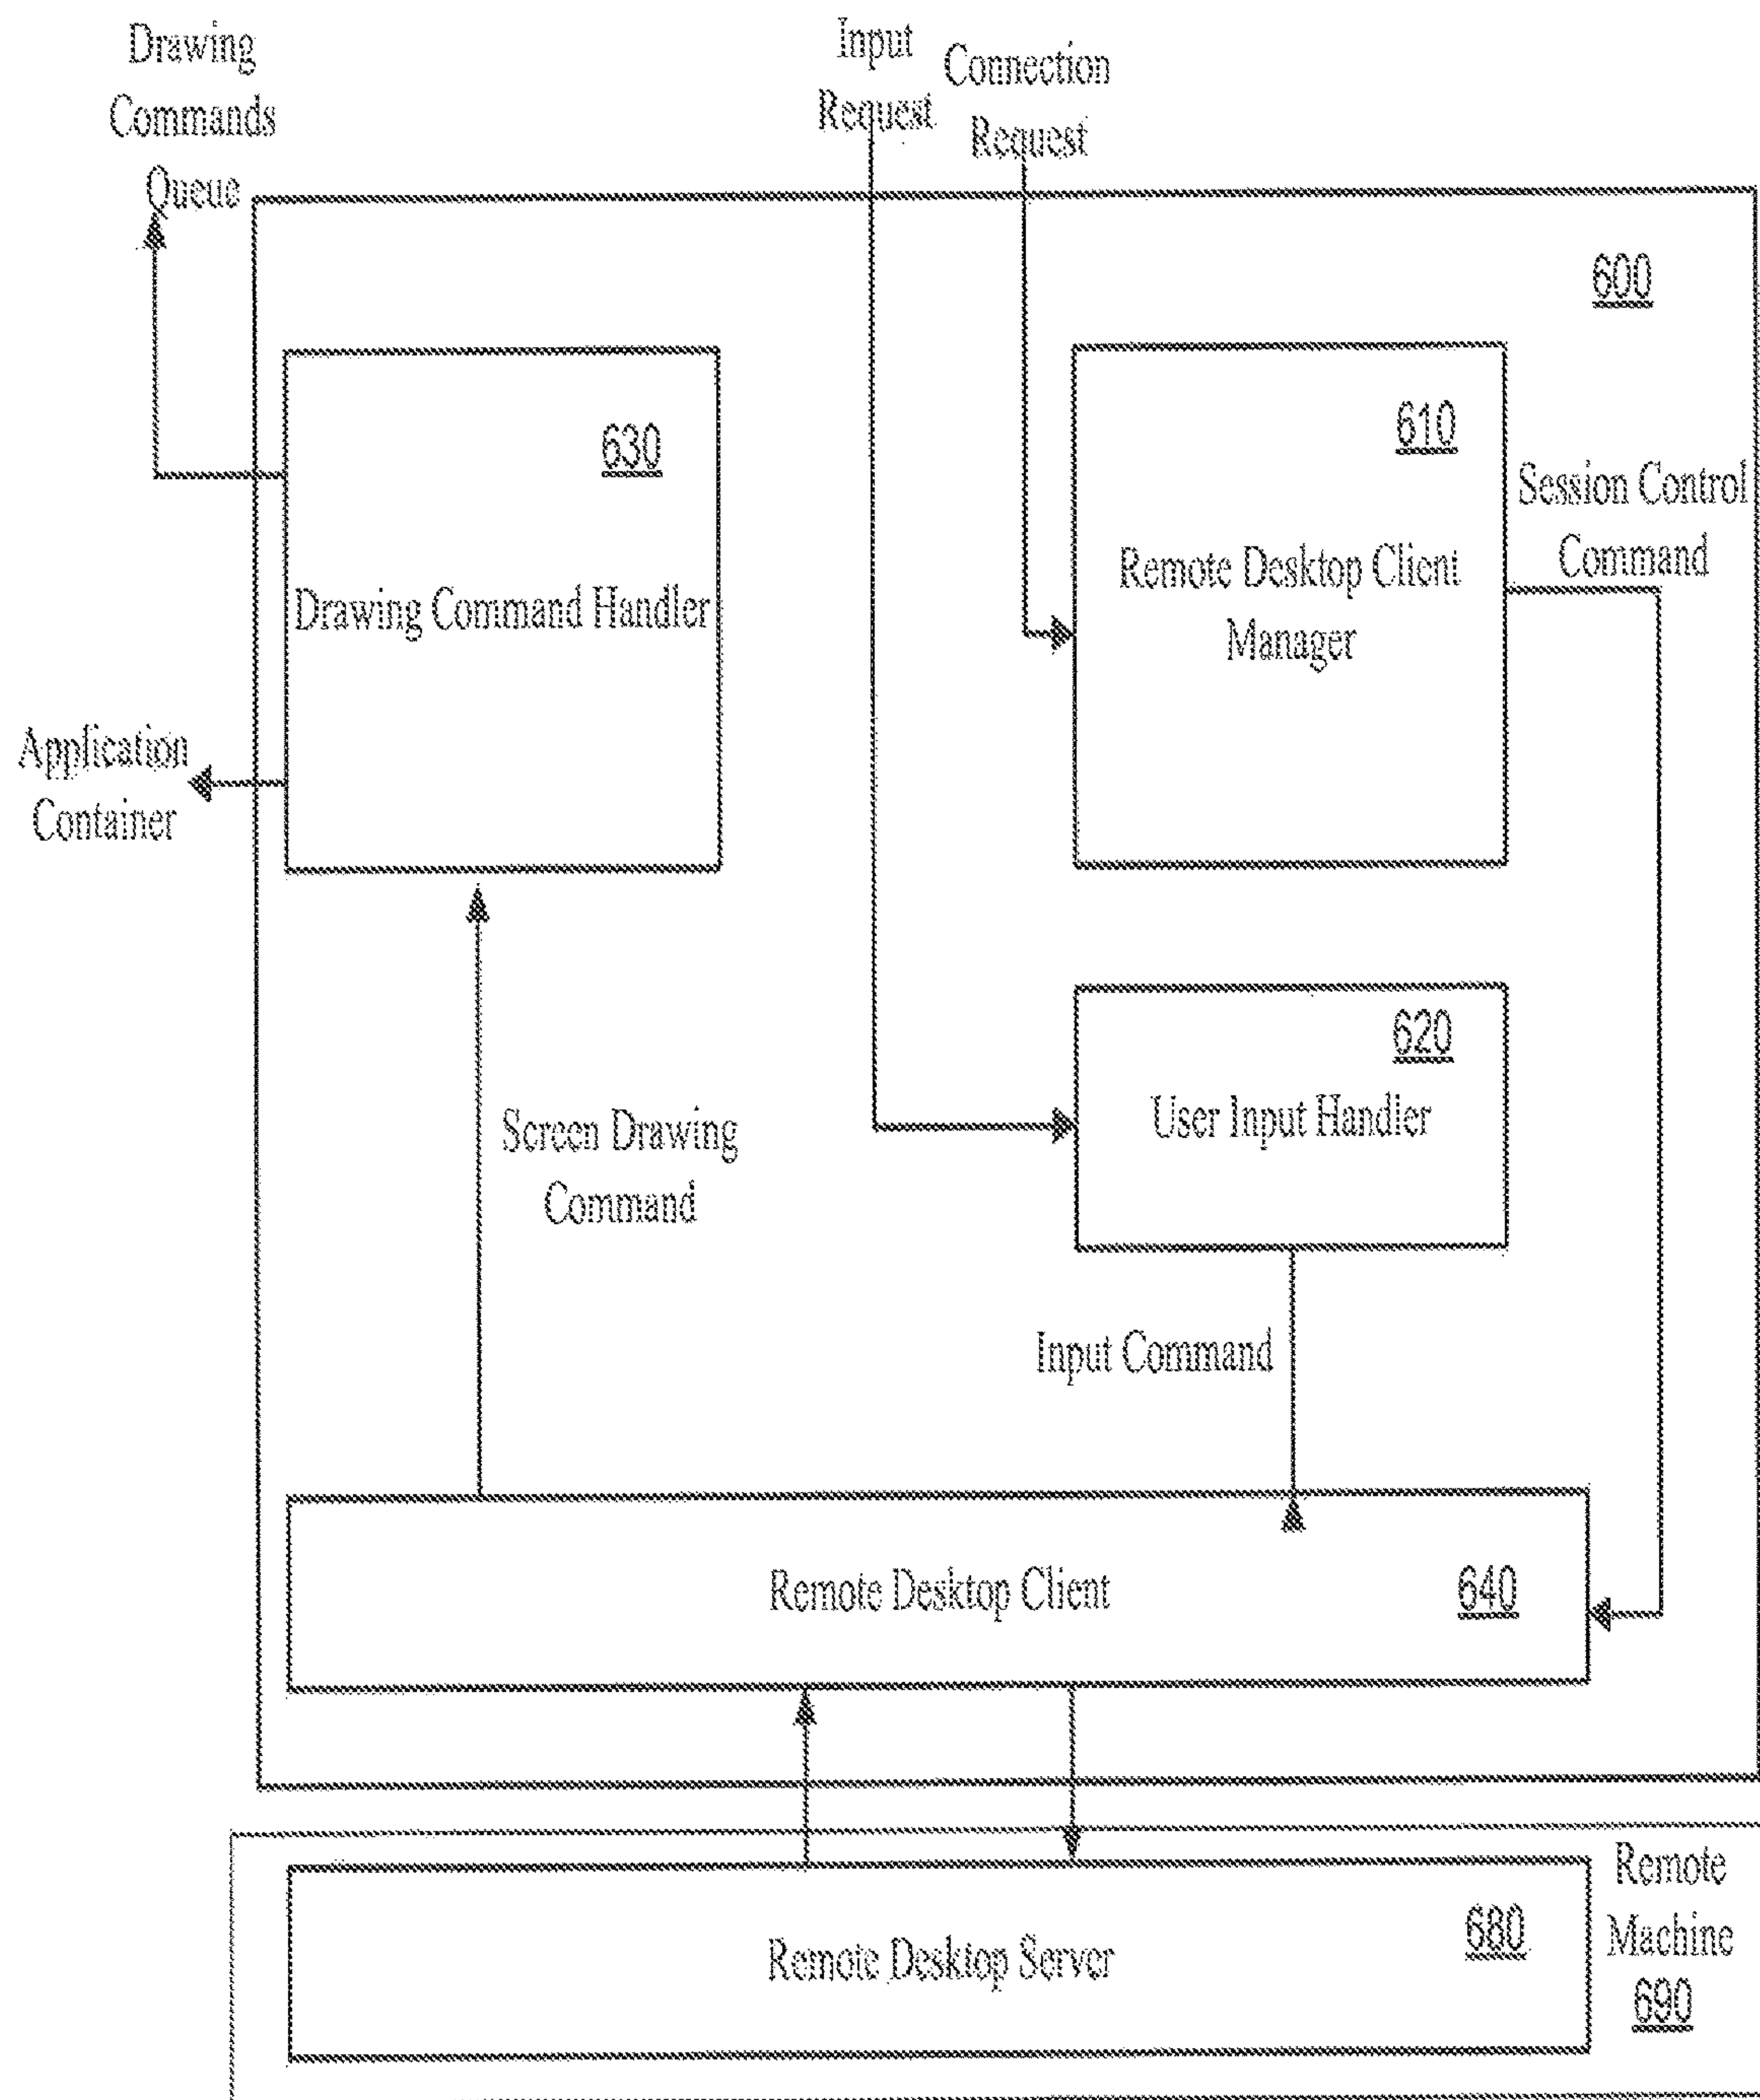 Drawing
Commands
Queue
Input
Request
Connection
Request
600
630
Drawing Command Handler
610
Remote Desktop Client
Manager
Session Control
Command
Application
Container
620
User Input Handler
Screen Drawing
Command
Input Command
Remote Desktop Client
640
Remote Desktop Server
680
Remote
Machine
690